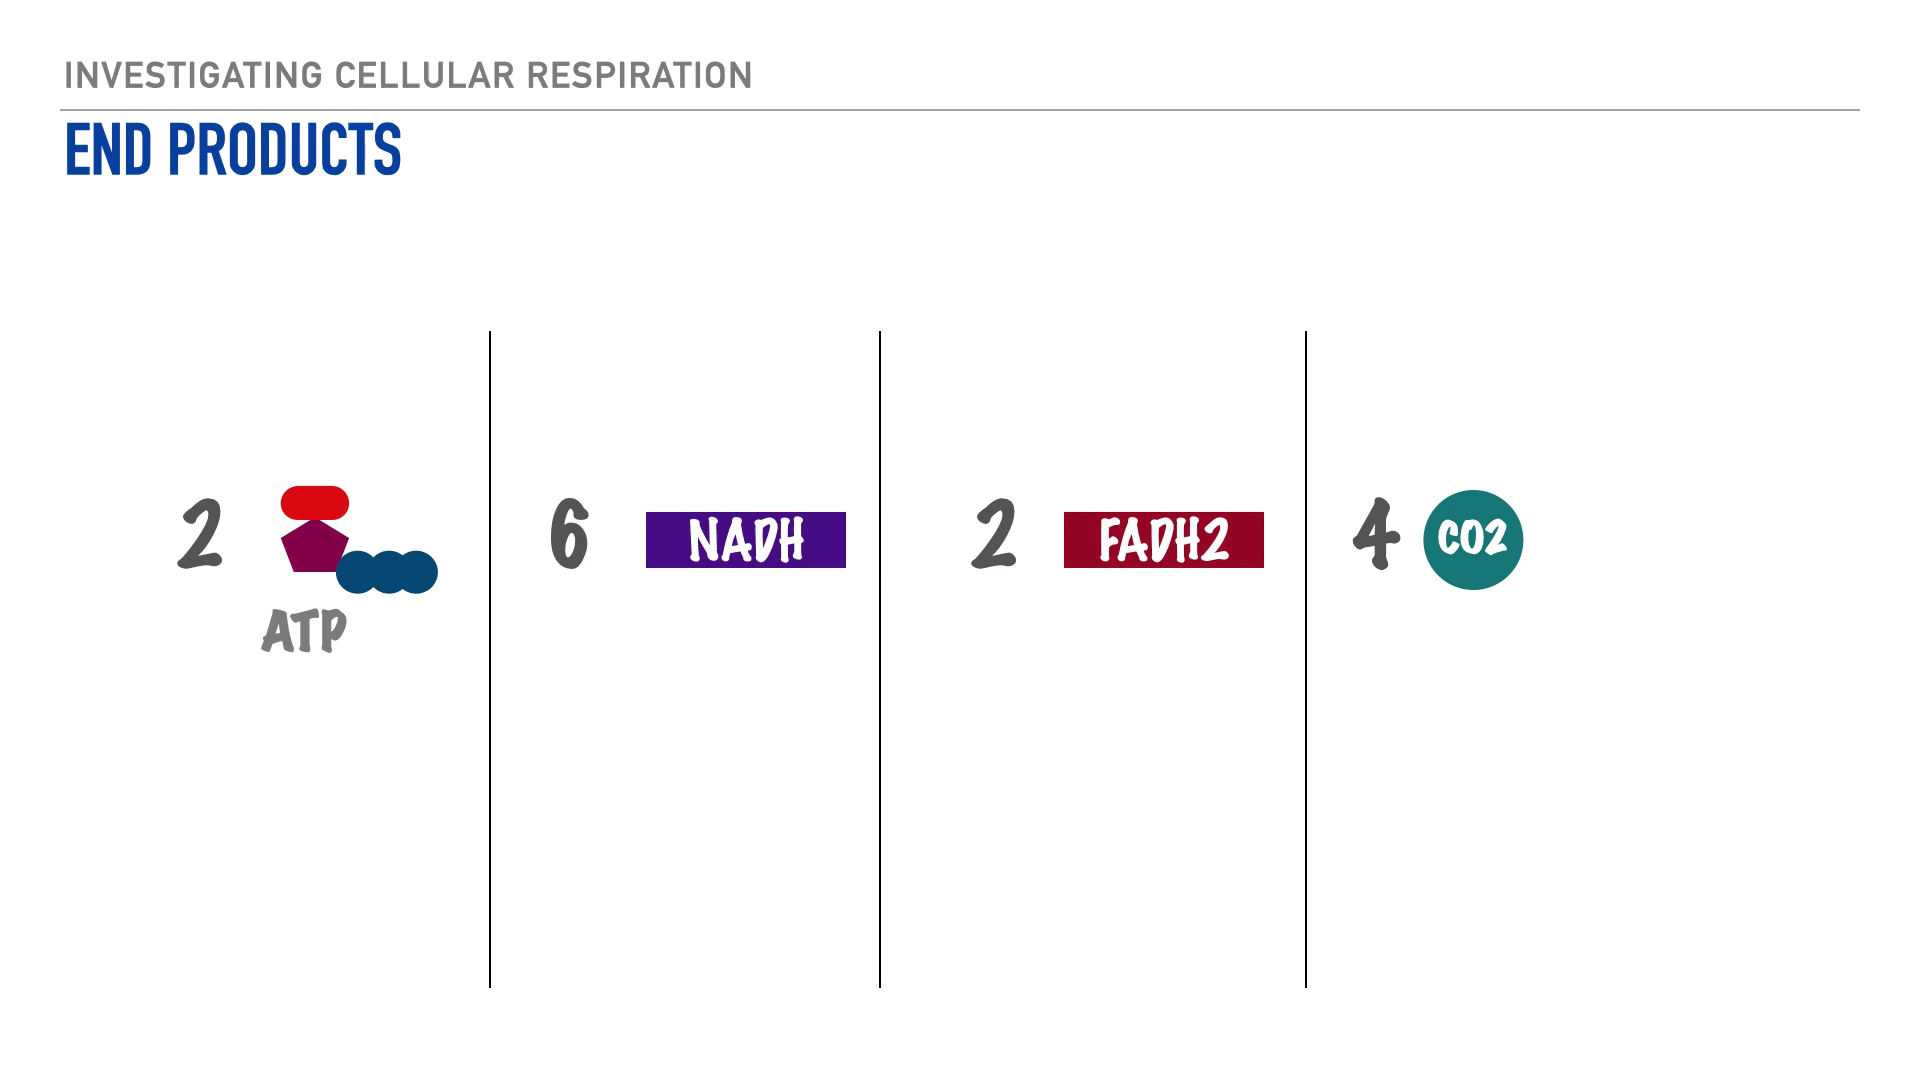 INVESTIGATING CELLULAR RESPIRATION
END PRODUCTS
2
ATP
6 NADH
2 FADH2
4 CO2